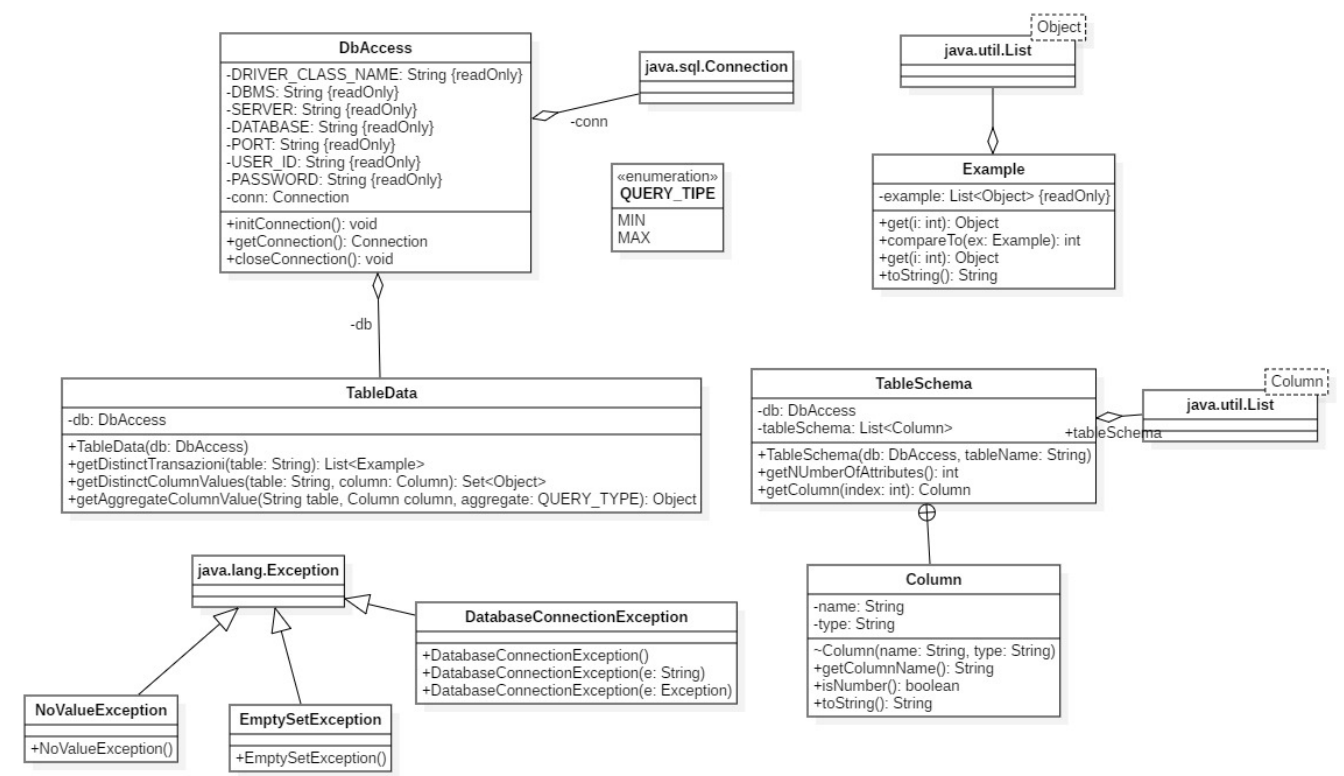 DbAccess
-DRIVER_CLASS_NAME: String {readOnly}
-DBMS: String {readOnly}
-SERVER: String {readOnly}
-DATABASE: String {readOnly}
-PORT: String {readOnly}
-USER_ID: String {readOnly}
-PASSWORD: String {readOnly}
-conn: Connection
+initConnection(): void
+getConnection(): Connection
+closeConnection(): void
java.sql.Connection
-conn
«enumeration»
QUERY_TIPE
MIN
MAX
Object
java.util.List
Example
-example: List<Object> {readOnly}
+get(i: int): Object
+compareTo(ex: Example): int
+get(i: int): Object
+toString(): String
-db
TableData
-db: DbAccess
+TableData(db: DbAccess)
+getDistinctTransazioni(table: String): List<Example>
+getDistinctColumnValues(table: String, column: Column): Set<Object>
+getAggregateColumnValue(String table, Column column, aggregate: QUERY_TYPE): Object
TableSchema
-db: DbAccess
-tableSchema: List<Column>
+TableSchema(db: DbAccess, tableName: String)
+getNUmberOfAttributes(): int
+getColumn(index: int): Column
Column
java.util.List
+tableSchema
Column
-name: String
-type: String
~Column(name: String, type: String)
+getColumnName(): String
+isNumber(): boolean
+toString(): String
java.lang.Exception
DatabaseConnectionException
+DatabaseConnectionException()
+DatabaseConnectionException(e: String)
+DatabaseConnectionException(e: Exception)
NoValueException
+NoValueException()
EmptySetException
+EmptySetException()